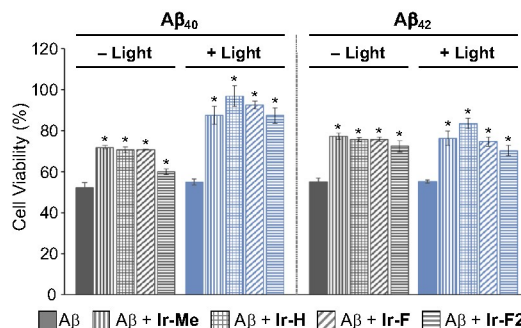 Aβ40 Aβ42
– Light + Light – Light + Light
Cell Viability (%)
120
100
80
60
40
20
0
* * * * * * * * * * * * * * * *
Aβ Aβ + Ir-Me Aβ + Ir-H Aβ + Ir-F Aβ + Ir-F2